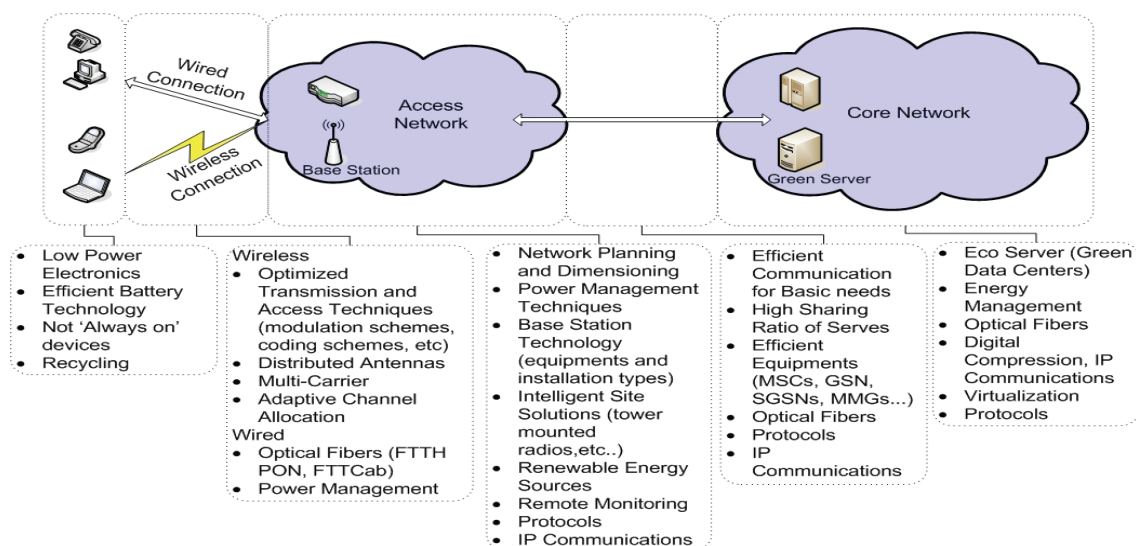 Wired
Connection
Wireless
Connection
Access
Network
Base Station
Core Network
Green Server
• Low Power
Electronics
• Efficient Battery
Technology
• Not 'Always on'
devices
• Recycling
Wireless
• Optimized
Transmission and
Access Techniques
(modulation schemes,
coding schemes, etc)
• Distributed Antennas
• Multi-Carrier
• Adaptive Channel
Allocation
Wired
• Optical Fibers (FTTH
PON, FTTCab)
• Power Management
• Network Planning
and Dimensioning
• Power Management
Techniques
• Base Station
Technology
(equipments and
installation types)
• Intelligent Site
Solutions (tower
mounted
radios,etc..)
• Renewable Energy
Sources
• Remote Monitoring
• Protocols
• IP Communications
• Efficient
Communication
for Basic needs
• High Sharing
Ratio of Serves
• Efficient
Equipments
(MSCs, GSN,
SGSNs, MMGs...)
• Optical Fibers
• Protocols
• IP
Communications
• Eco Server (Green
Data Centers)
• Energy
Management
• Optical Fibers
• Digital
Compression, IP
Communications
• Virtualization
• Protocols